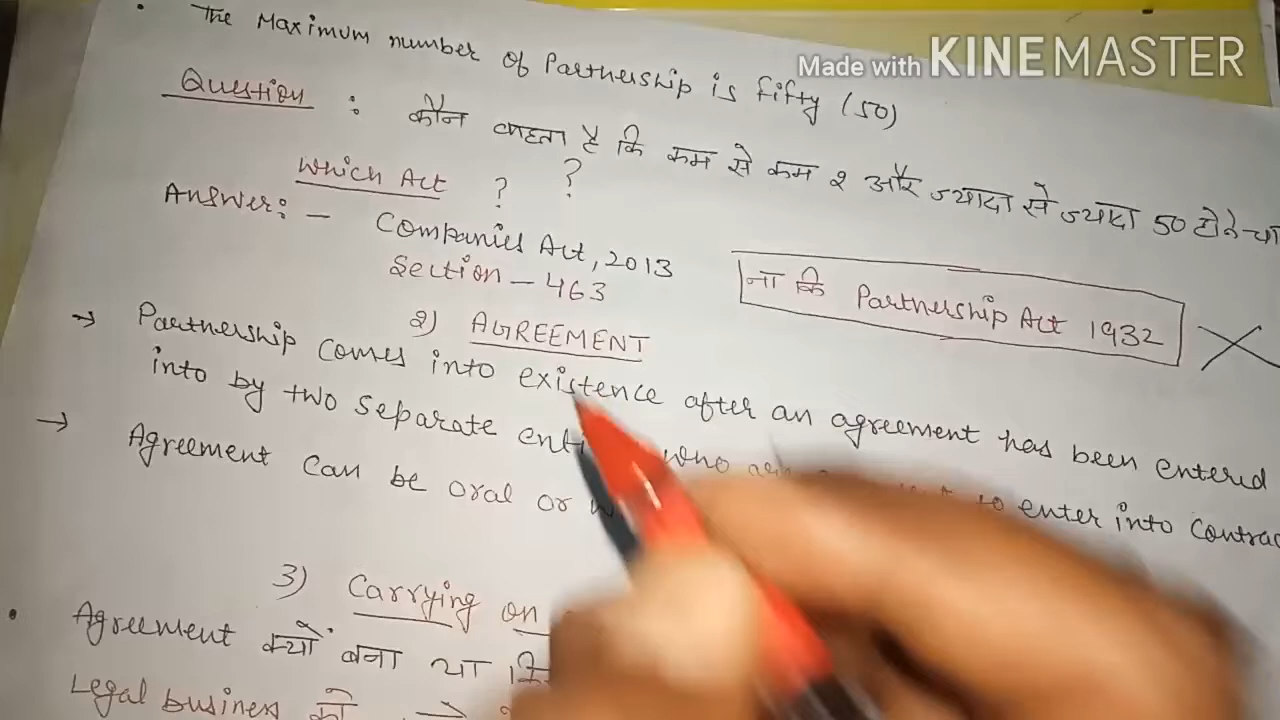 The Maximum number of Partnership is fifty (50)
Made with KINEMASTER
Question : कौन कहता है कि कम से कम २ और ज्यादा से ज्यादा 50 होने चा
Which Act ? ?
Answer:- Companies Act, 2013
Section - 463
ना कि Partnership Act 1932
2) AGREEMENT
→ Partnership comes into existence after an agreement has been entered
into by two separate who to enter into Contrac
→ Agreement can be oral or
3) Carrying on
• Agreement क्यों बना या
Legal business को →